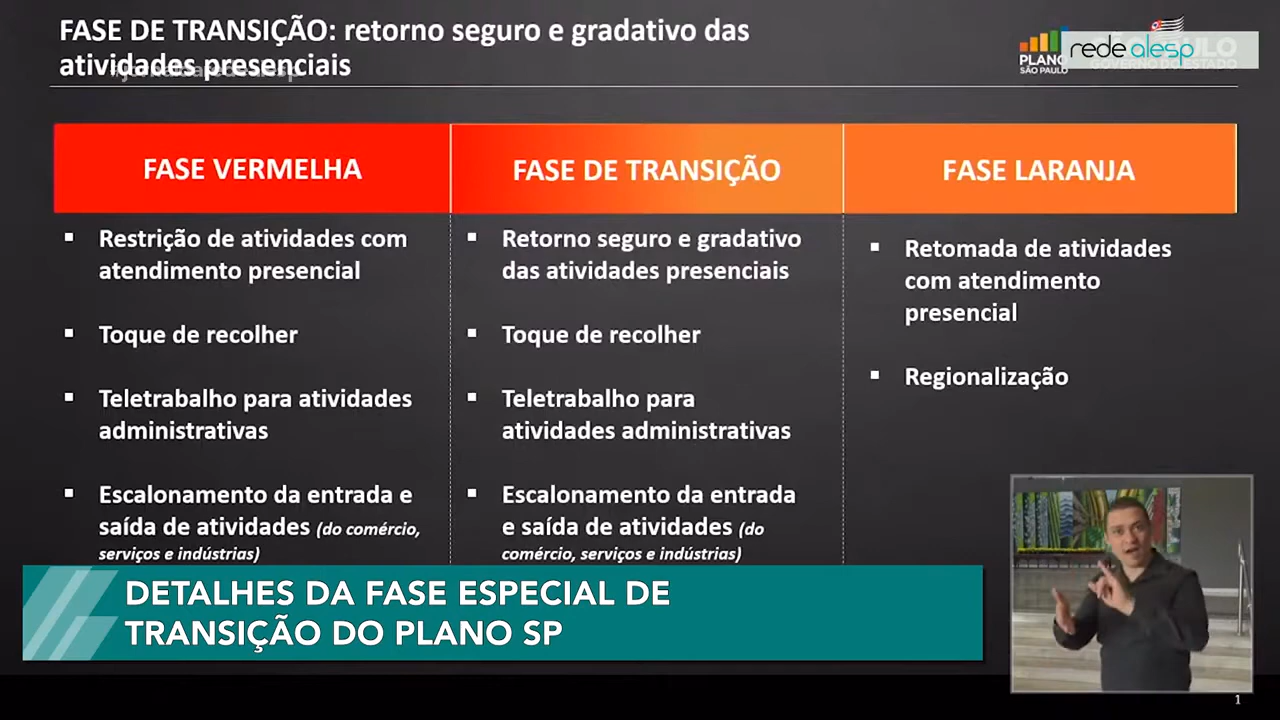 FASE DE TRANSIÇÃO: retorno seguro e gradativo das
atividades presenciais
#jornaldaredealesp
PLANO
SÃO PAULO
rede alesp
GOVERNO DO ESTADO
FASE VERMELHA
Restrição de atividades com
atendimento presencial
Toque de recolher
Teletrabalho para atividades
administrativas
Escalonamento da entrada e
saída de atividades (do comércio,
serviços e indústrias)
FASE DE TRANSIÇÃO
Retorno seguro e gradativo
das atividades presenciais
Toque de recolher
Teletrabalho para
atividades administrativas
Escalonamento da entrada
e saída de atividades (do
comércio, serviços e indústrias)
FASE LARANJA
Retomada de atividades
com atendimento
presencial
Regionalização
DETALHES DA FASE ESPECIAL DE
TRANSIÇÃO DO PLANO SP
1